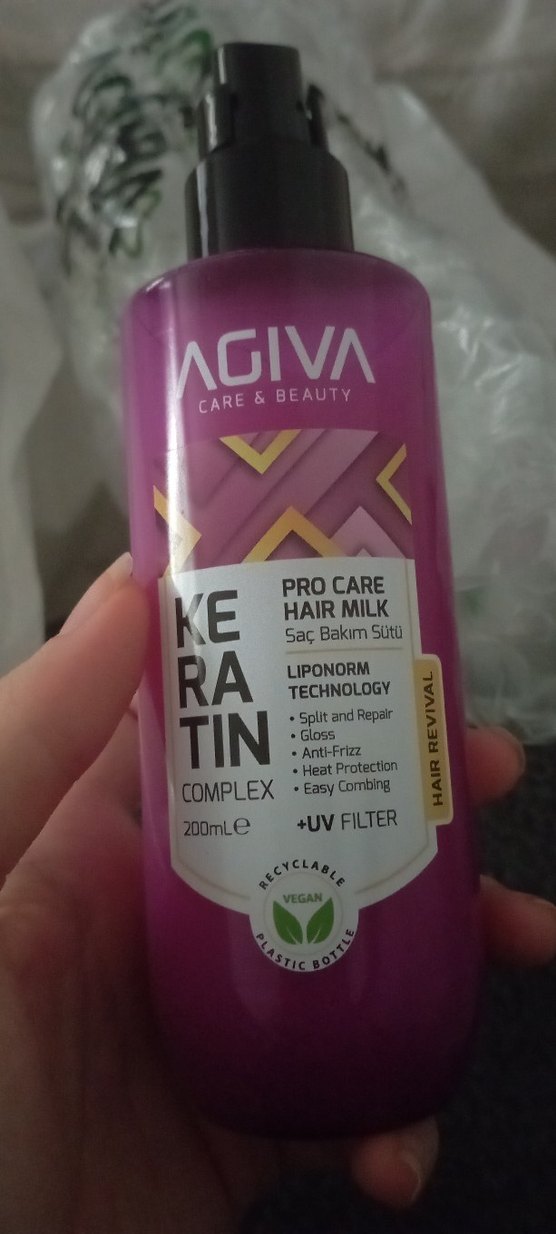 AGIVA
CARE & BEAUTY
KE
RA
TIN
COMPLEX
200mLe
PRO CARE
HAIR MILK
Saç Bakım Sütü
LIPONORM
TECHNOLOGY
• Split and Repair
• Gloss
• Anti-Frizz
• Heat Protection
• Easy Combing
+UV FILTER
HAIR REVIVAL
RECYCLABLE
VEGAN
PLASTIC BOTTLE